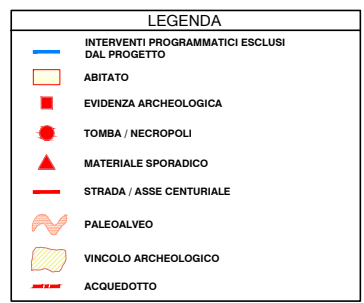 LEGENDA
INTERVENTI PROGRAMMATICI ESCLUSI
DAL PROGETTO
ABITATO
EVIDENZA ARCHEOLOGICA
TOMBA / NECROPOLI
MATERIALE SPORADICO
STRADA / ASSE CENTURIALE
PALEOALVEO
VINCOLO ARCHEOLOGICO
ACQUEDOTTO